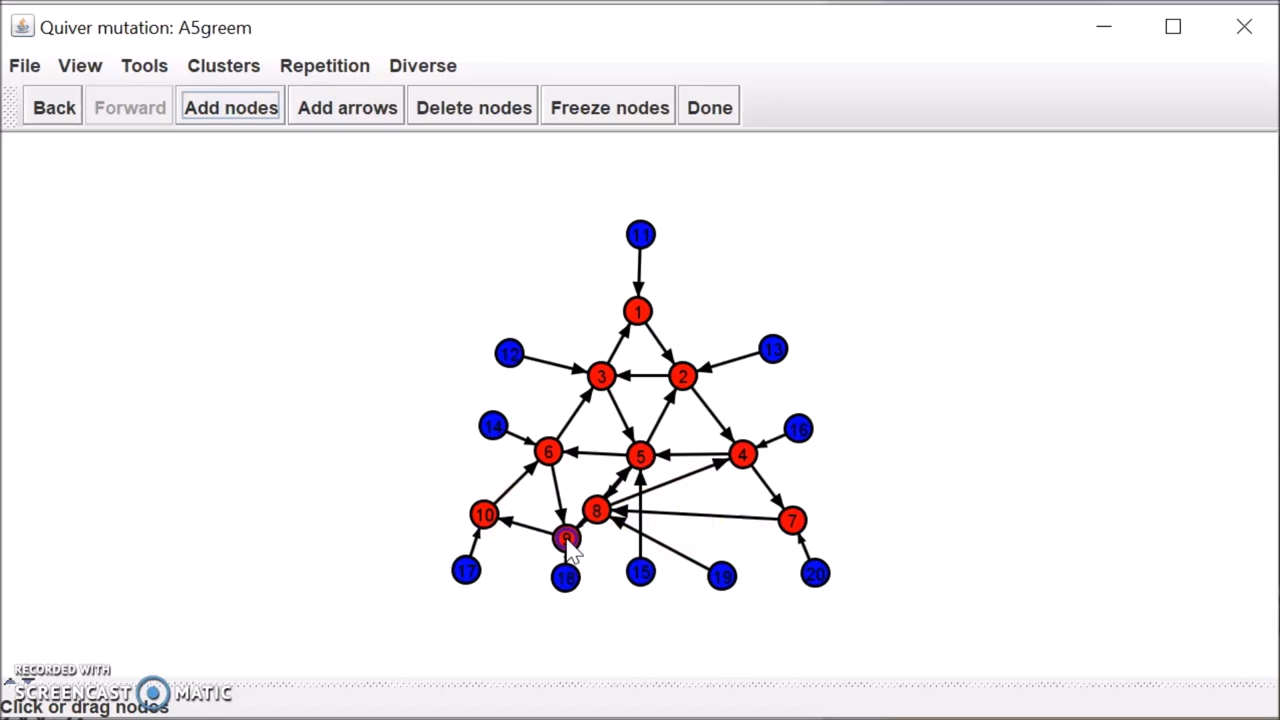 Quiver mutation: A5greem
File View Tools Clusters Repetition Diverse
Back Forward Add nodes Add arrows Delete nodes Freeze nodes Done
11
1
12 3 2 13
14 6 5 4 16
10 8 7
9
17 18 15 19 20
RECORDED WITH
SCREENCAST MATIC
Click or drag nodes